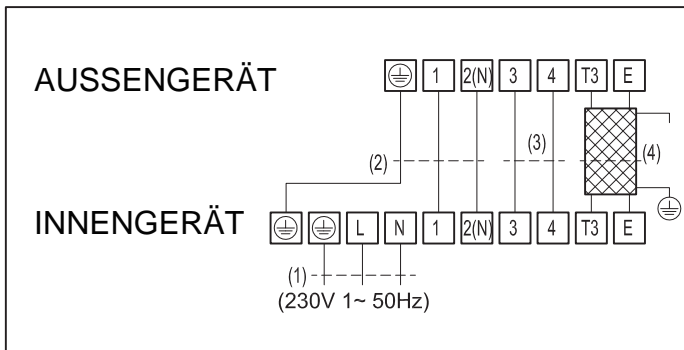 AUSSENGERÄT
1 2(N) 3 4 T3 E
(2) (3) (4)
INNENGERÄT
L N 1 2(N) 3 4 T3 E
(1)
(230V 1~ 50Hz)